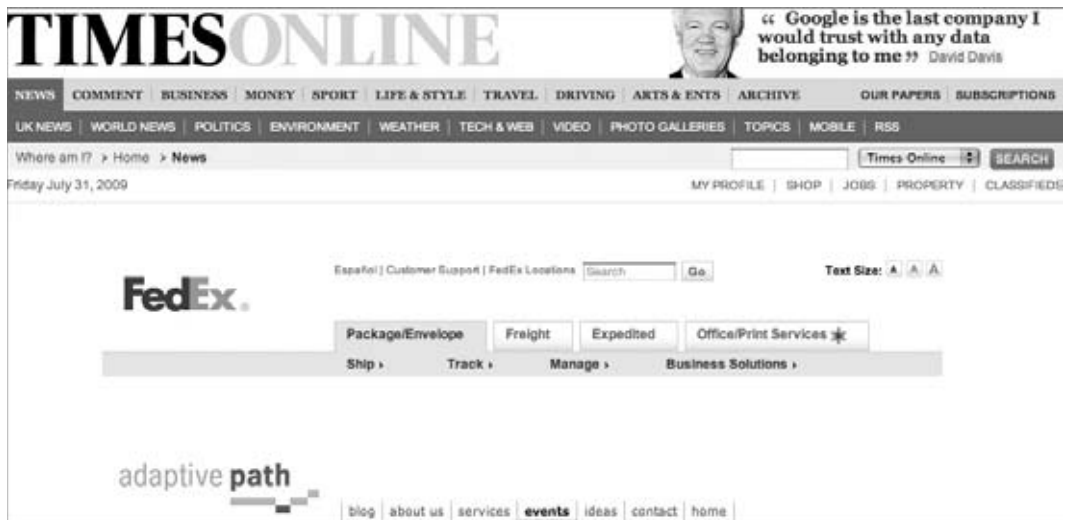 TIMESONLINE
“ Google is the last company I
would trust with any data
belonging to me ” David Davis
NEWS COMMENT BUSINESS MONEY SPORT LIFE & STYLE TRAVEL DRIVING ARTS & ENTS ARCHIVE OUR PAPERS SUBSCRIPTIONS
UK NEWS WORLD NEWS POLITICS ENVIRONMENT WEATHER TECH & WEB VIDEO PHOTO GALLERIES TOPICS MOBILE RSS
Where am I? > Home > News Times Online SEARCH
Friday July 31, 2009 MY PROFILE | SHOP | JOBS | PROPERTY | CLASSIFIEDS
Español | Customer Support | FedEx Locations Search Go Text Size: A A A
FedEx®
Package/Envelope Freight Expedited Office/Print Services
Ship › Track › Manage › Business Solutions ›
adaptive path
blog | about us | services | events | ideas | contact | home